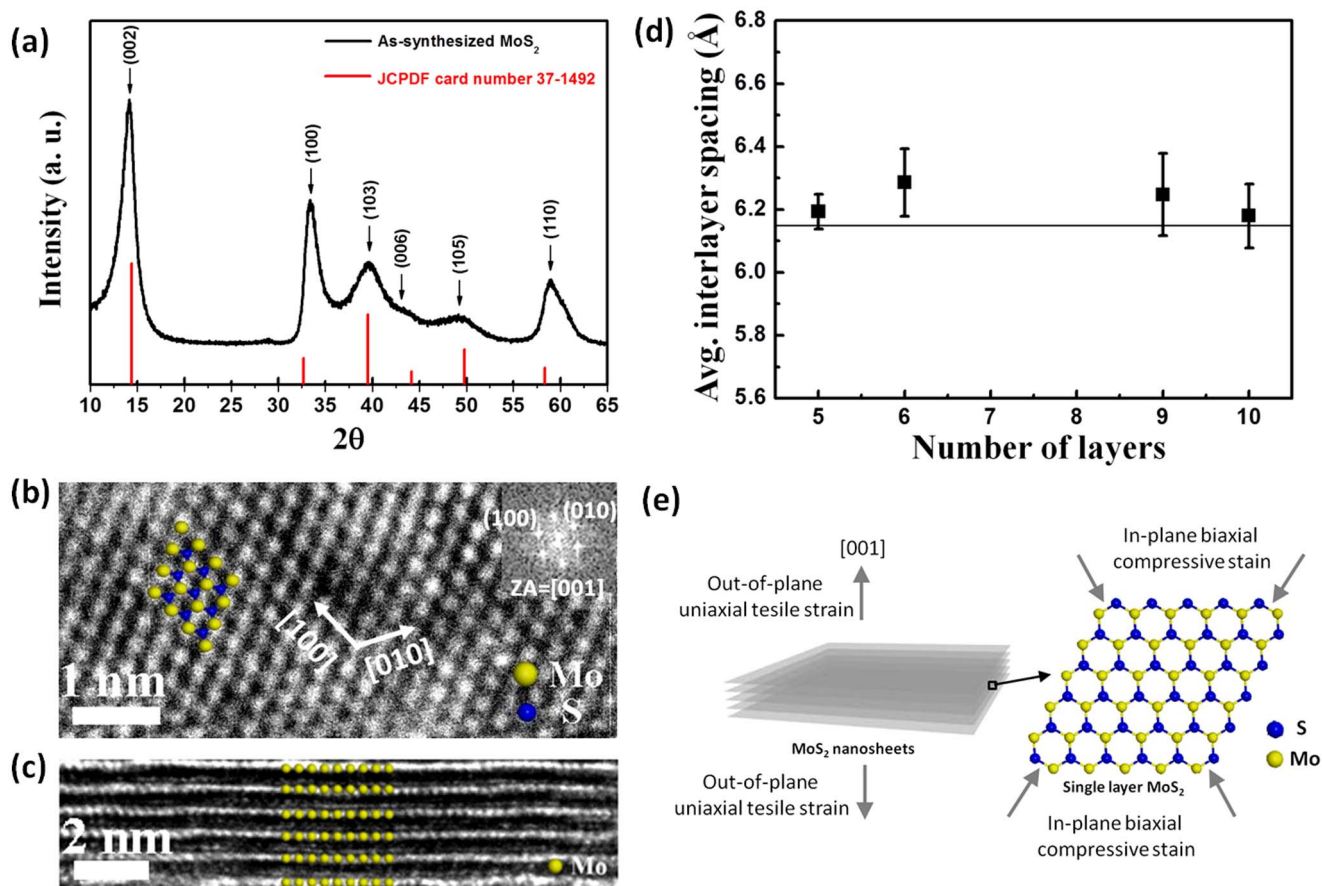 (a)
(002)
(100)
(103)
(006)
(105)
(110)
As-synthesized MoS₂
JCPDF card number 37-1492
Intensity (a. u.)
10 15 20 25 30 35 40 45 50 55 60 65
2θ
(d)
Avg. interlayer spacing (Å)
6.8
6.6
6.4
6.2
6.0
5.8
5.6
5 6 7 8 9 10
Number of layers
(b)
(100) (010)
ZA=[001]
[100]
[010]
1 nm
Mo
S
(c)
2 nm
Mo
(e)
[001]
Out-of-plane
uniaxial tesile strain
MoS₂ nanosheets
Out-of-plane
uniaxial tesile strain
In-plane biaxial
compressive stain
S
Mo
Single layer MoS₂
In-plane biaxial
compressive stain